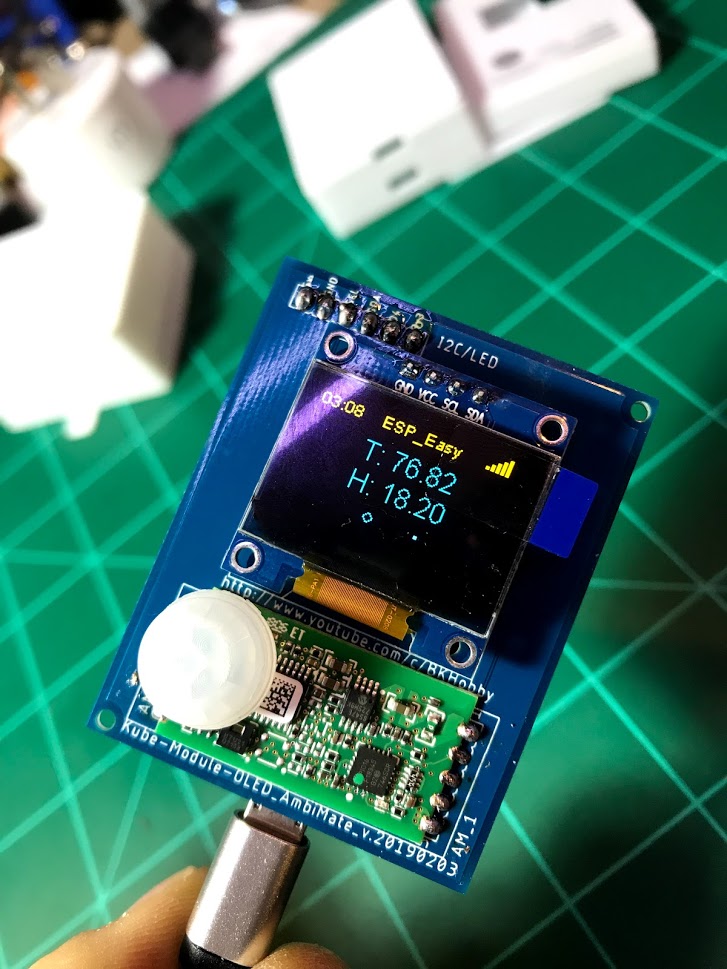 I2C/LED
GND VCC SCL SDA
03:08 ESP_Easy
T: 76.82
H: 18.20
http://www.youtube.com/c/BKHobby
Kube-Module-OLED_AmbiMate_v.20190203
AM_1